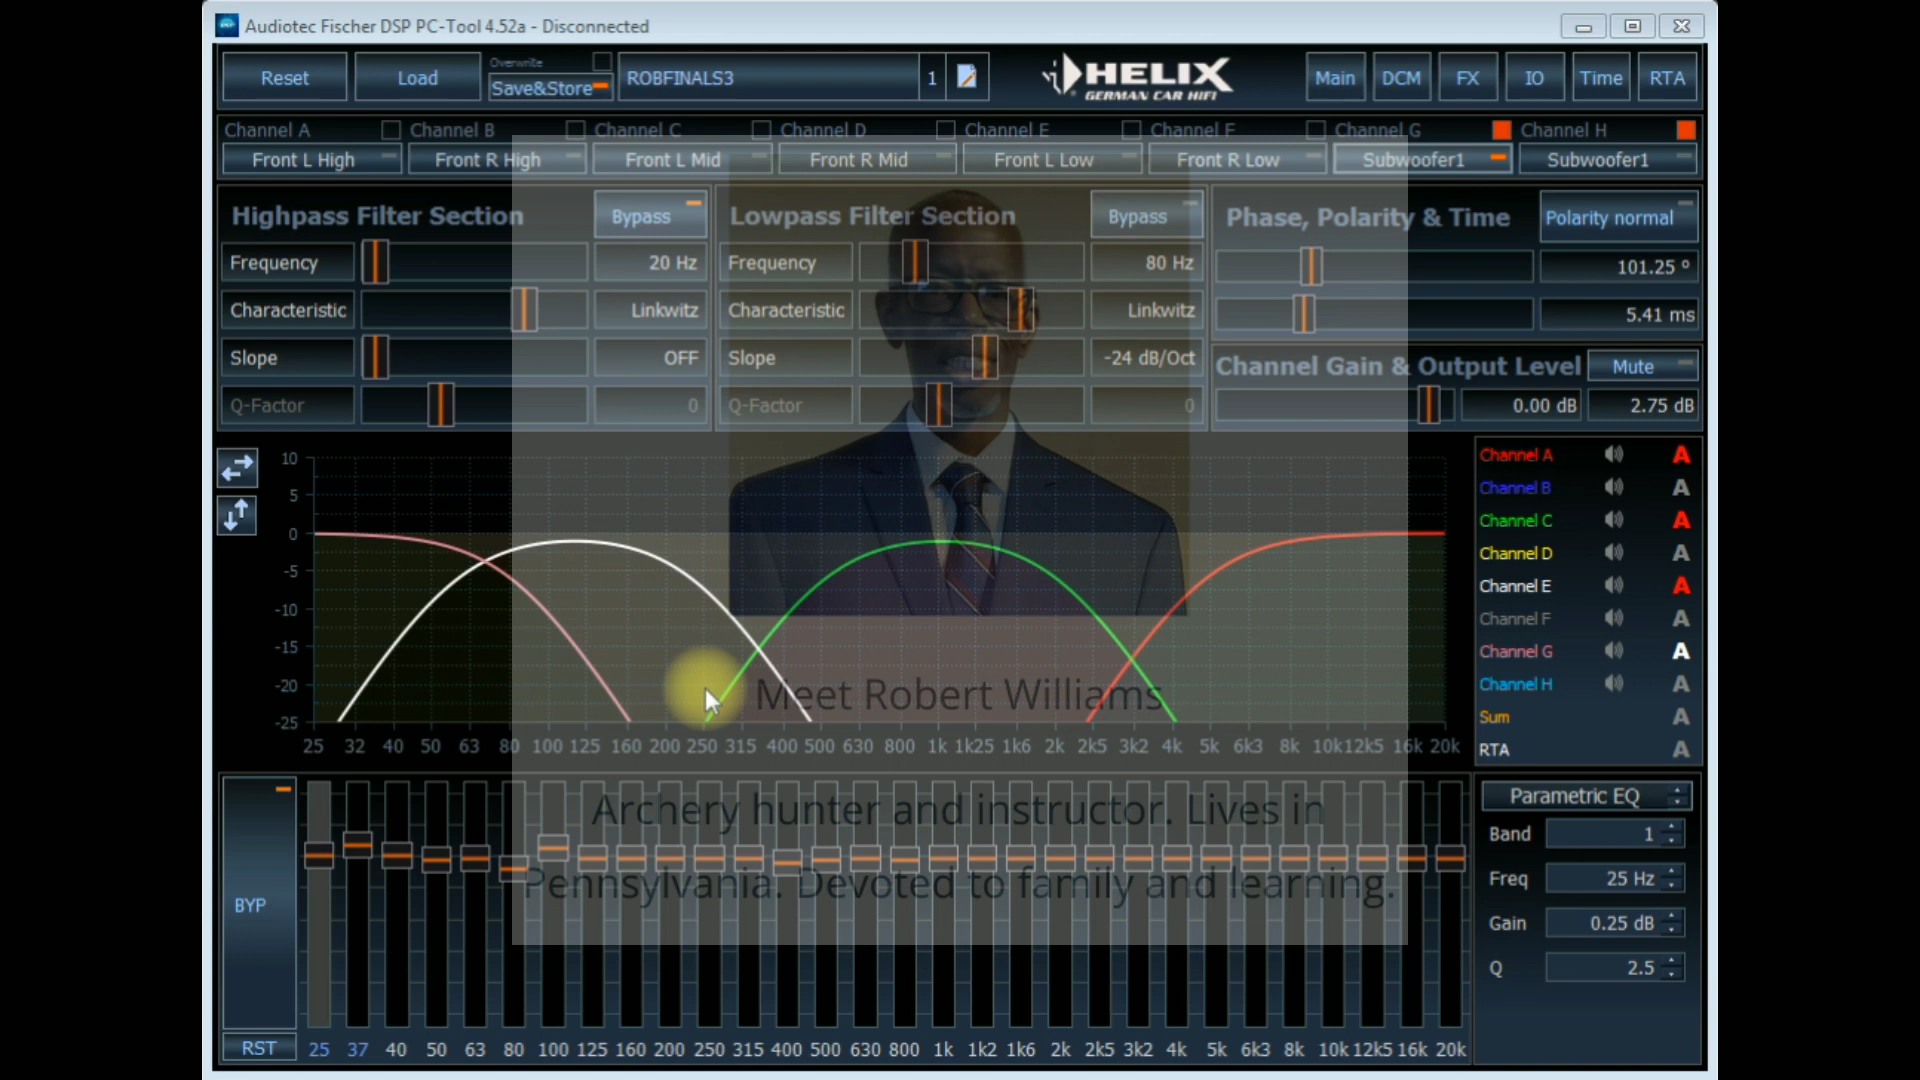 Audiotec Fischer DSP PC-Tool 4.52a - Disconnected
Reset Load Overwrite Save&Store ROBFINALS3 1 HELIX GERMAN CAR HIFI Main DCM FX IO Time RTA
Channel A Channel B Channel C Channel D Channel E Channel F Channel G Channel H
Front L High Front R High Front L Mid Front R Mid Front L Low Front R Low Subwoofer1 Subwoofer1
Highpass Filter Section Bypass
Frequency 20 Hz
Characteristic Linkwitz
Slope OFF
Q-Factor 0
Lowpass Filter Section Bypass
Frequency 80 Hz
Characteristic Linkwitz
Slope -24 dB/Oct
Q-Factor 0
Phase, Polarity & Time Polarity normal
101.25 °
5.41 ms
Channel Gain & Output Level Mute
0.00 dB 2.75 dB
10
5
0
-5
-10
-15
-20
-25
25 32 40 50 63 80 100 125 160 200 250 315 400 500 630 800 1k 1k25 1k6 2k 2k5 3k2 4k 5k 6k3 8k 10k 12k5 16k 20k
Channel A A
Channel B A
Channel C A
Channel D A
Channel E A
Channel F A
Channel G A
Channel H A
Sum A
RTA A
Meet Robert Williams
Archery hunter and instructor. Lives in
Pennsylvania. Devoted to family and learning.
BYP
RST 25 37 40 50 63 80 100 125 160 200 250 315 400 500 630 800 1k 1k2 1k6 2k 2k5 3k2 4k 5k 6k3 8k 10k 12k5 16k 20k
Parametric EQ
Band 1
Freq 25 Hz
Gain 0.25 dB
Q 2.5